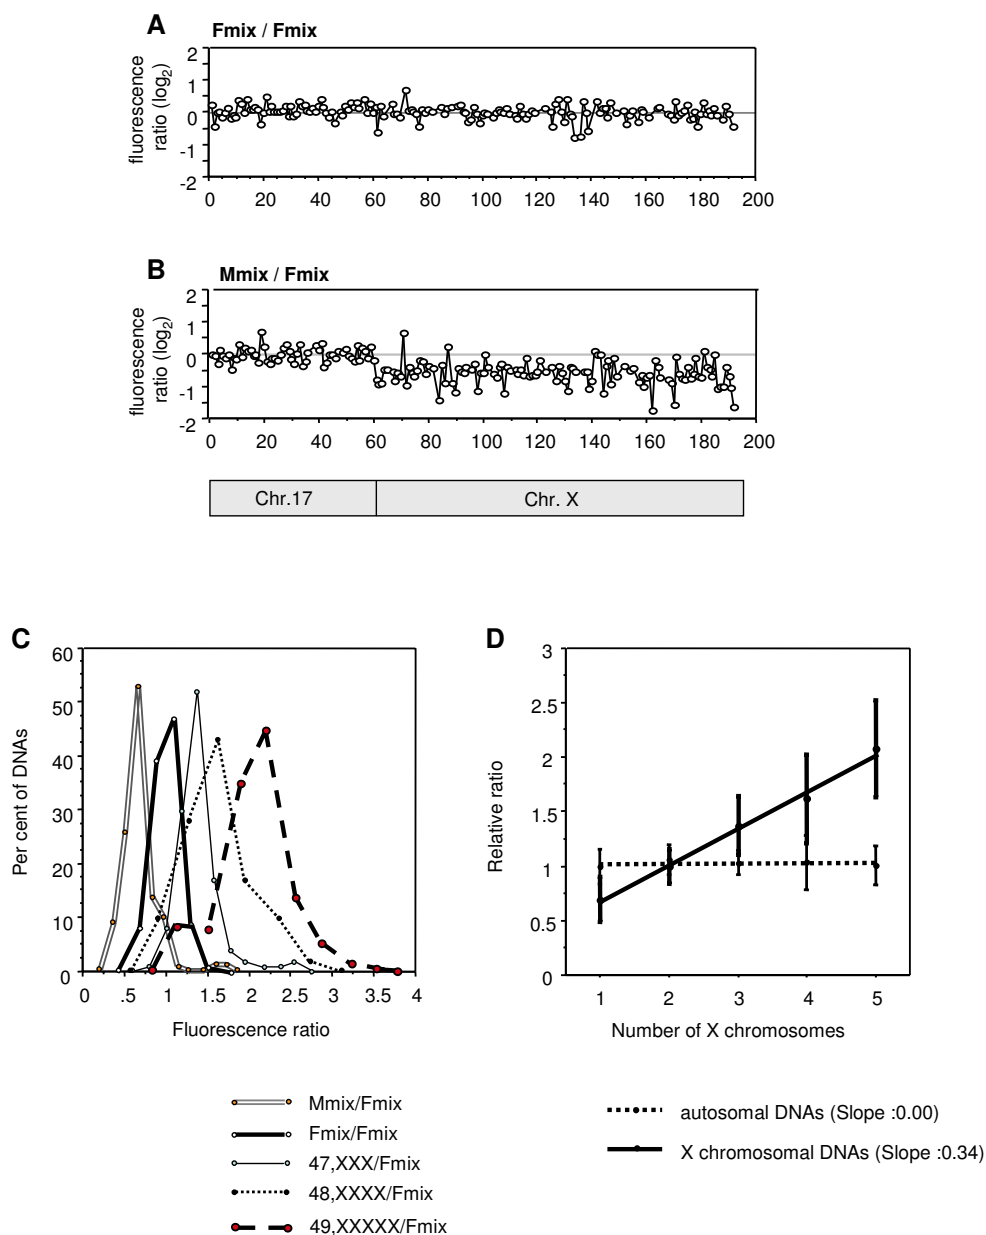 A
Fmix / Fmix
fluorescence
ratio (log2)
2
1
0
-1
-2
0 20 40 60 80 100 120 140 160 180 200
B
Mmix / Fmix
fluorescence
ratio (log2)
2
1
0
-1
-2
0 20 40 60 80 100 120 140 160 180 200
Chr.17 Chr. X
C
Per cent of DNAs
60
50
40
30
20
10
0
0 .5 1 1.5 2 2.5 3 3.5 4
Fluorescence ratio
Mmix/Fmix
Fmix/Fmix
47,XXX/Fmix
48,XXXX/Fmix
49,XXXXX/Fmix
D
Relative ratio
3
2.5
2
1.5
1
0.5
0
1 2 3 4 5
Number of X chromosomes
autosomal DNAs (Slope :0.00)
X chromosomal DNAs (Slope :0.34)